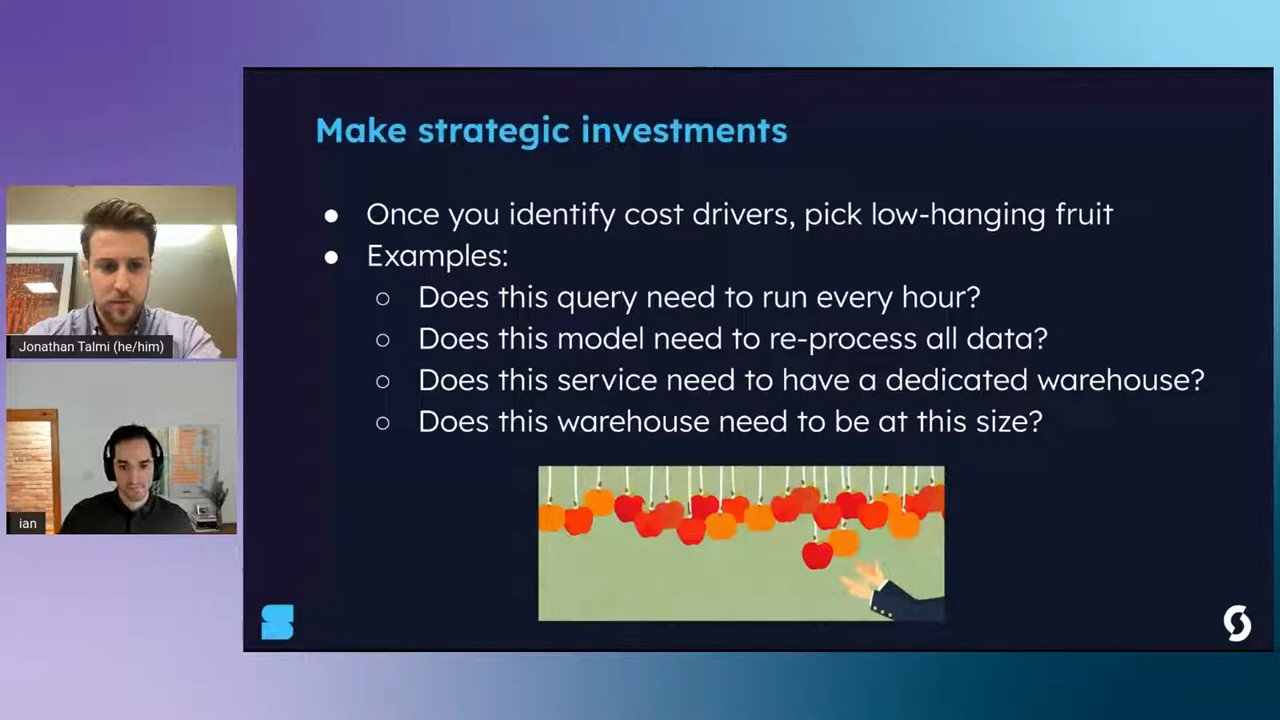 Make strategic investments
● Once you identify cost drivers, pick low-hanging fruit
● Examples:
○ Does this query need to run every hour?
○ Does this model need to re-process all data?
○ Does this service need to have a dedicated warehouse?
○ Does this warehouse need to be at this size?
Jonathan Talmi (he/him)
ian